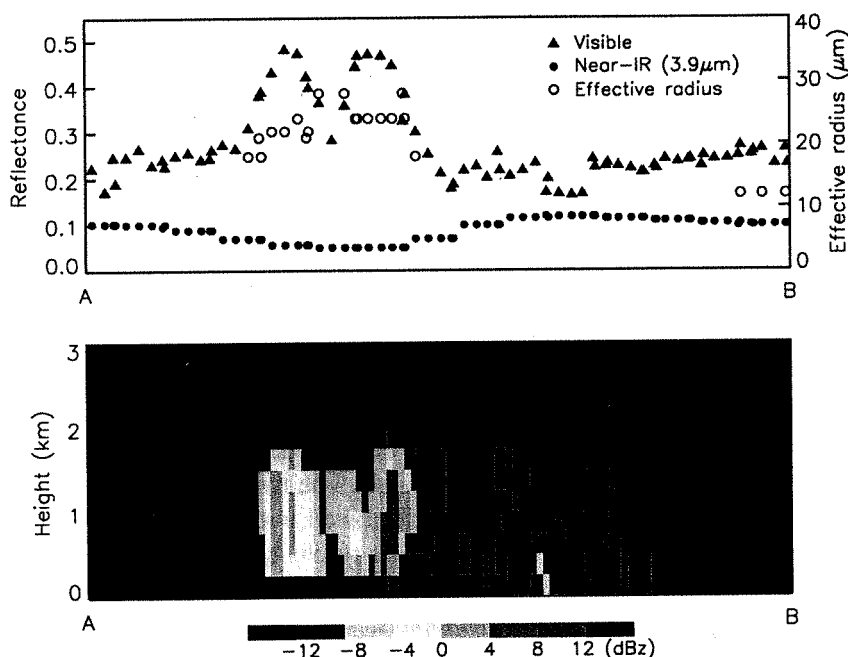 0.5
0.4
0.3
0.2
0.1
0.0
Reflectance
▲ Visible
● Near-IR (3.9μm)
○ Effective radius
40
30
20
10
0
Effective radius (μm)
A
B
3
2
1
0
Height (km)
A
B
-12 -8 -4 0 4 8 12 (dBz)